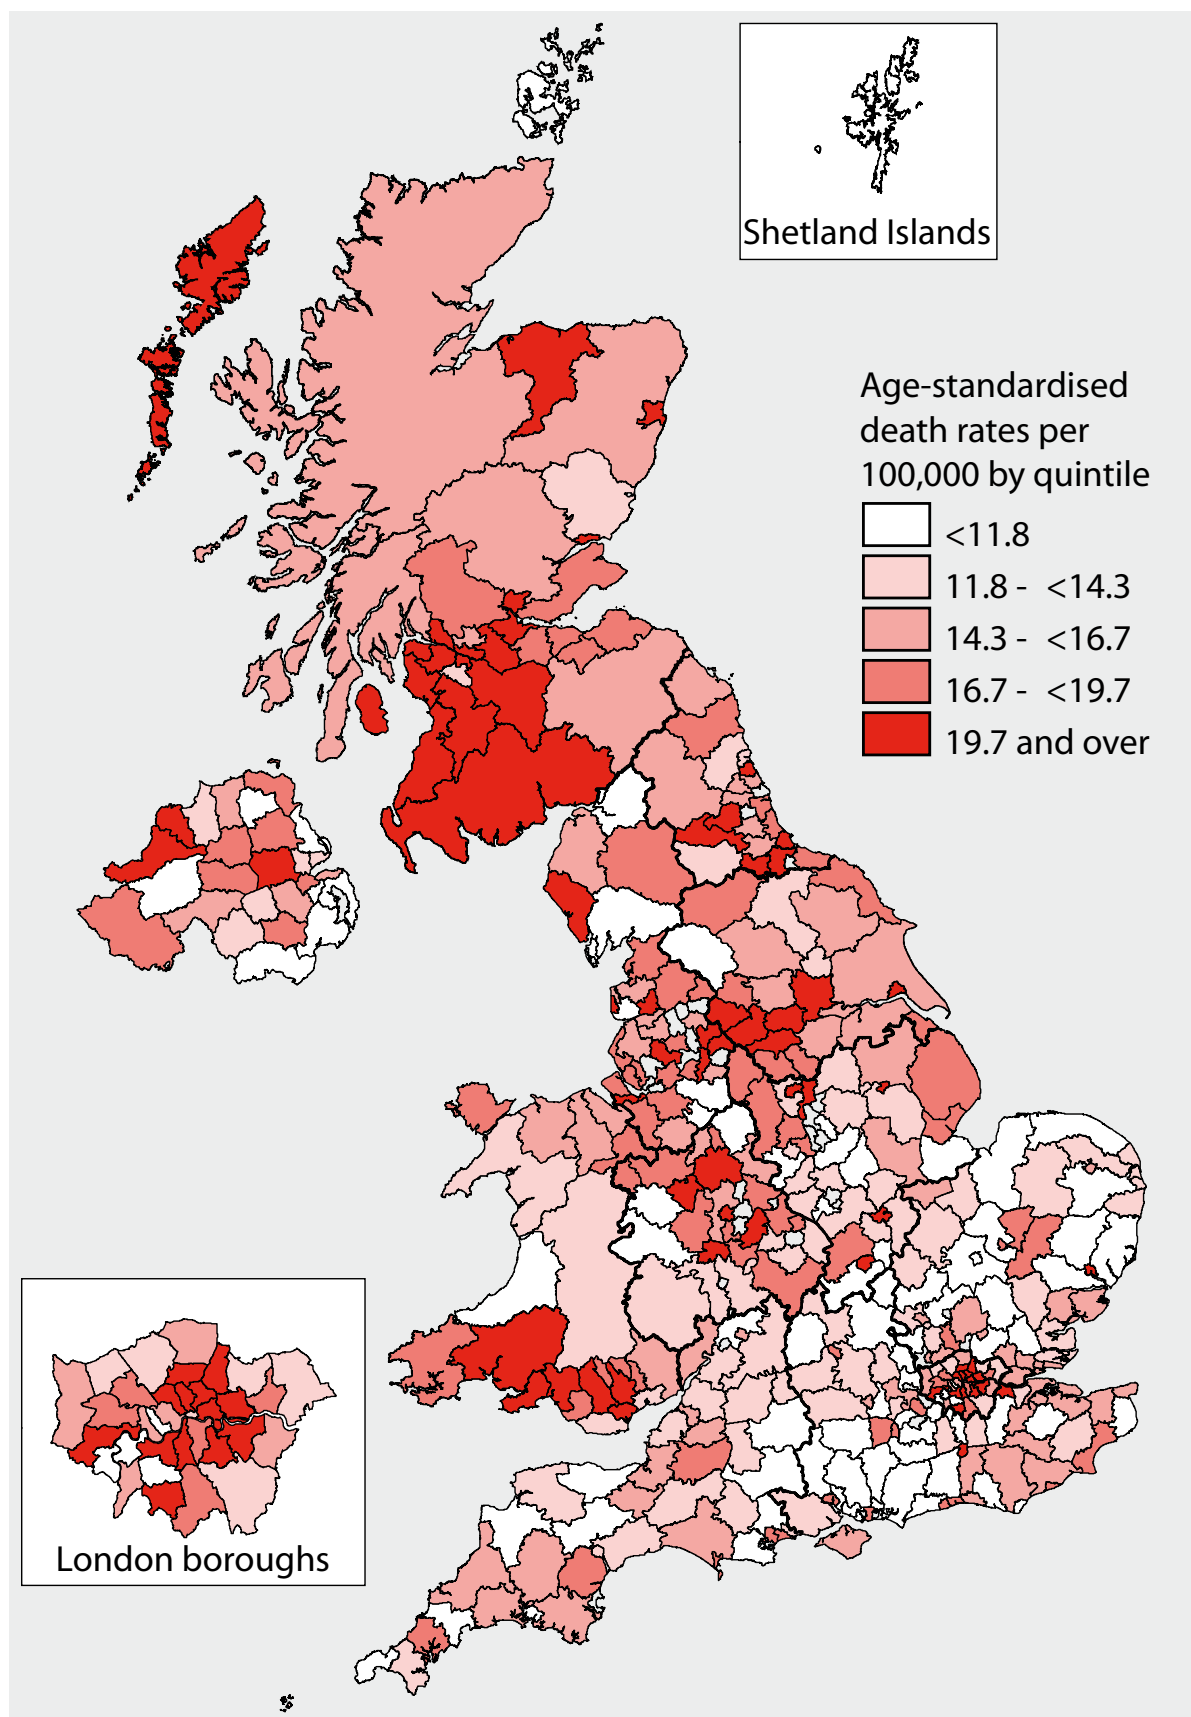 Shetland Islands
Age-standardised
death rates per
100,000 by quintile
<11.8
11.8 - <14.3
14.3 - <16.7
16.7 - <19.7
19.7 and over
London boroughs